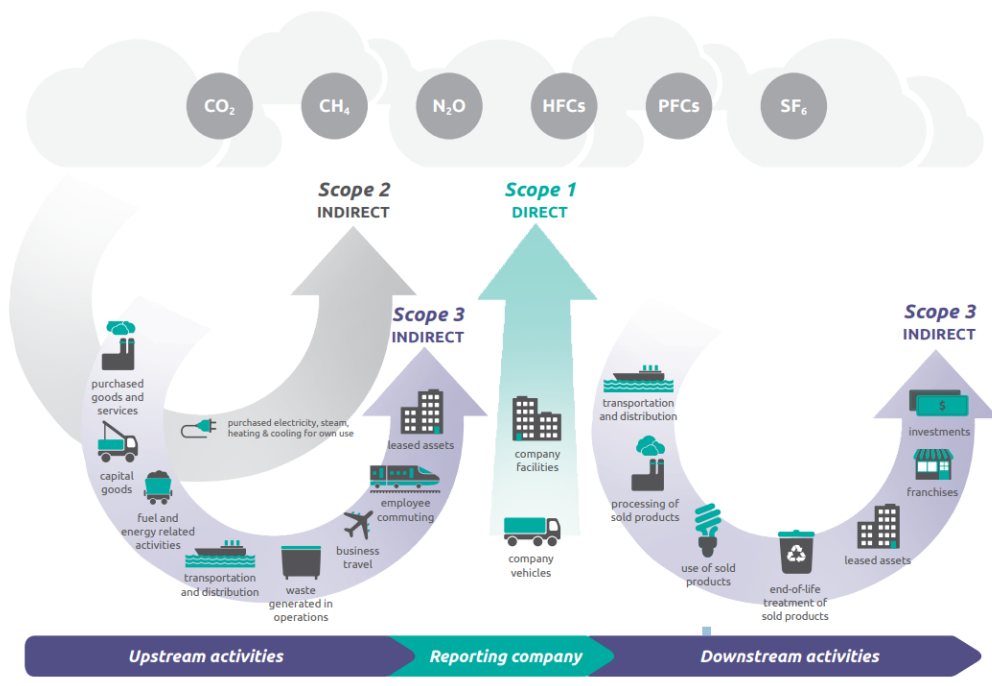 CO₂
CH₄
N₂O
HFCs
PFCs
SF₆
Scope 2
INDIRECT
Scope 1
DIRECT
Scope 3
INDIRECT
Scope 3
INDIRECT
purchased
goods and
services
capital
goods
fuel and
energy related
activities
transportation
and distribution
waste
generated in
operations
business
travel
employee
commuting
leased assets
purchased electricity, steam,
heating & cooling for own use
company
facilities
company
vehicles
transportation
and distribution
processing of
sold products
use of sold
products
end-of-life
treatment of
sold products
leased assets
franchises
$
investments
Upstream activities
Reporting company
Downstream activities